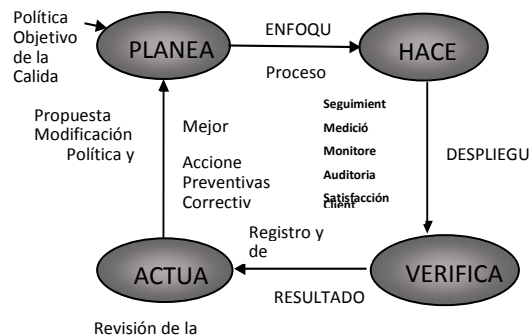 Política
Objetivo
de la
Calida
PLANEA
ENFOQU
Proceso
HACE
Propuesta
Modificación
Política y
Mejor
Accione
Preventivas
Correctiv
Seguimient
Medició
Monitore
Auditoria
Satisfacción
Client
DESPLIEGU
Registro y
de
ACTUA
RESULTADO
VERIFICA
Revisión de la